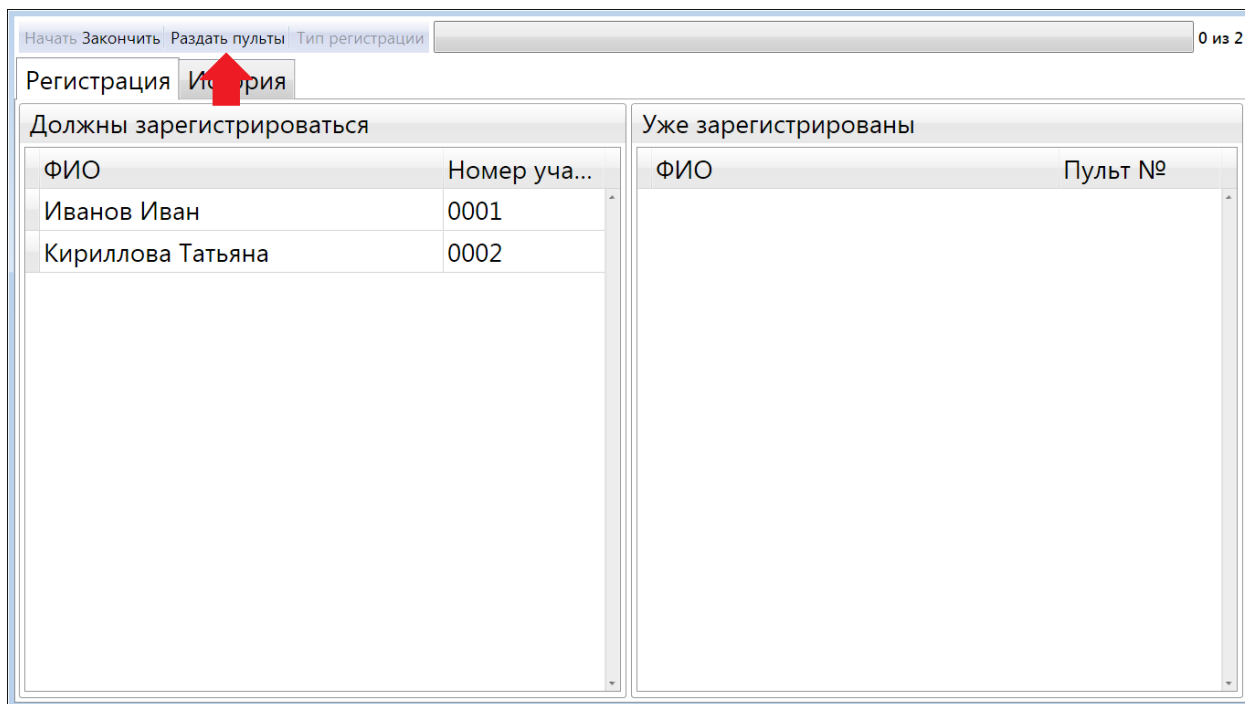 Начать Закончить Раздать пульты Тип регистрации 0 из 2
Регистрация История
Должны зарегистрироваться
ФИО Номер уча...
Иванов Иван 0001
Кириллова Татьяна 0002
Уже зарегистрированы
ФИО Пульт №